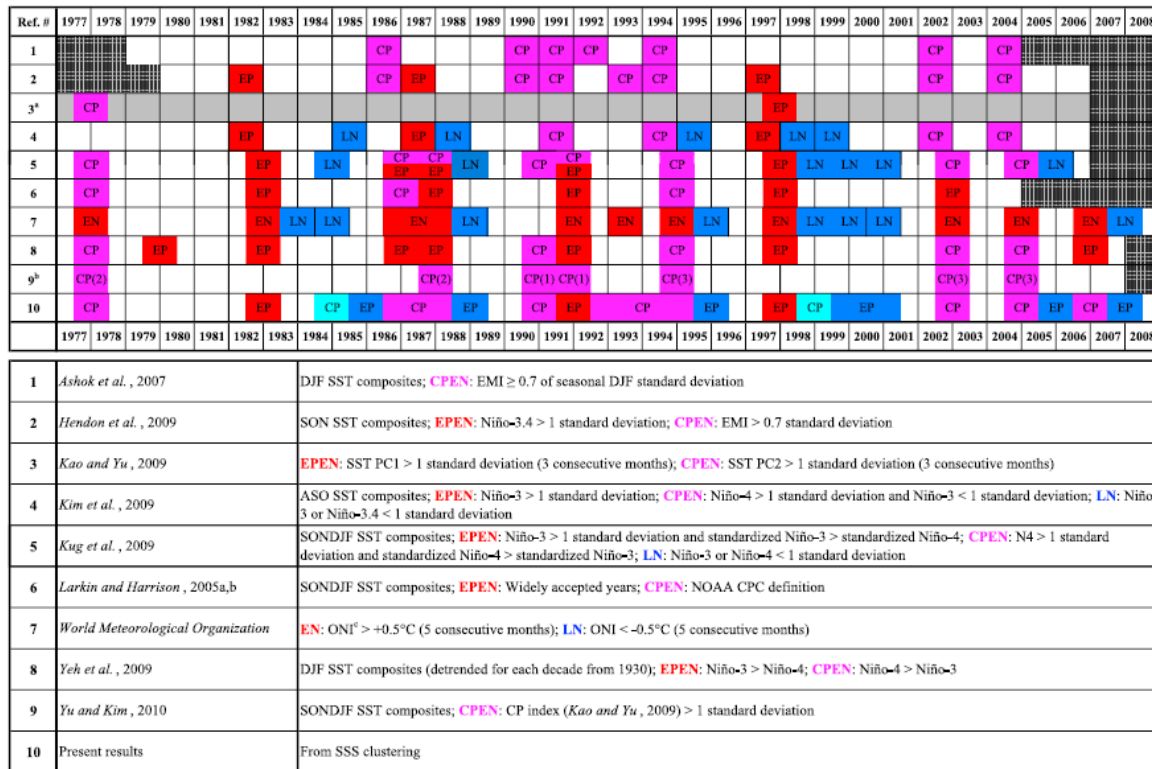 Ref. # 1977 1978 1979 1980 1981 1982 1983 1984 1985 1986 1987 1988 1989 1990 1991 1992 1993 1994 1995 1996 1997 1998 1999 2000 2001 2002 2003 2004 2005 2006 2007 2008
1 CP CP CP CP CP CP CP
2 EP CP EP CP CP CP CP EP CP CP
3ª CP EP
4 EP LN EP LN CP CP LN EP LN LN CP CP
5 CP EP LN CP CP LN CP CP CP EP LN LN LN CP CP LN
EP EP EP
6 CP EP CP EP CP EP EP
7 EN EN LN LN EN LN EN EN EN LN EN LN LN LN EN EN EN LN
8 CP EP EP EP EP CP EP CP EP CP CP EP
9ᵇ CP(2) CP(2) CP(1) CP(1) CP(3) CP(3) CP(3)
10 CP EP CP EP CP EP CP EP CP EP EP CP EP CP CP EP CP EP
1977 1978 1979 1980 1981 1982 1983 1984 1985 1986 1987 1988 1989 1990 1991 1992 1993 1994 1995 1996 1997 1998 1999 2000 2001 2002 2003 2004 2005 2006 2007 2008
1 Ashok et al., 2007 DJF SST composites; CPEN: EMI ≥ 0.7 of seasonal DJF standard deviation
2 Hendon et al., 2009 SON SST composites; EPEN: Niño-3.4 > 1 standard deviation; CPEN: EMI > 0.7 standard deviation
3 Kao and Yu, 2009 EPEN: SST PC1 > 1 standard deviation (3 consecutive months); CPEN: SST PC2 > 1 standard deviation (3 consecutive months)
4 Kim et al., 2009 ASO SST composites; EPEN: Niño-3 > 1 standard deviation; CPEN: Niño-4 > 1 standard deviation and Niño-3 < 1 standard deviation; LN: Niño
3 or Niño-3.4 < 1 standard deviation
5 Kug et al., 2009 SONDJF SST composites; EPEN: Niño-3 > 1 standard deviation and standardized Niño-3 > standardized Niño-4; CPEN: N4 > 1 standard
deviation and standardized Niño-4 > standardized Niño-3; LN: Niño-3 or Niño-4 < 1 standard deviation
6 Larkin and Harrison, 2005a,b SONDJF SST composites; EPEN: Widely accepted years; CPEN: NOAA CPC definition
7 World Meteorological Organization EN: ONIᶜ > +0.5°C (5 consecutive months); LN: ONI < -0.5°C (5 consecutive months)
8 Yeh et al., 2009 DJF SST composites (detrended for each decade from 1930); EPEN: Niño-3 > Niño-4; CPEN: Niño-4 > Niño-3
9 Yu and Kim, 2010 SONDJF SST composites; CPEN: CP index (Kao and Yu, 2009) > 1 standard deviation
10 Present results From SSS clustering